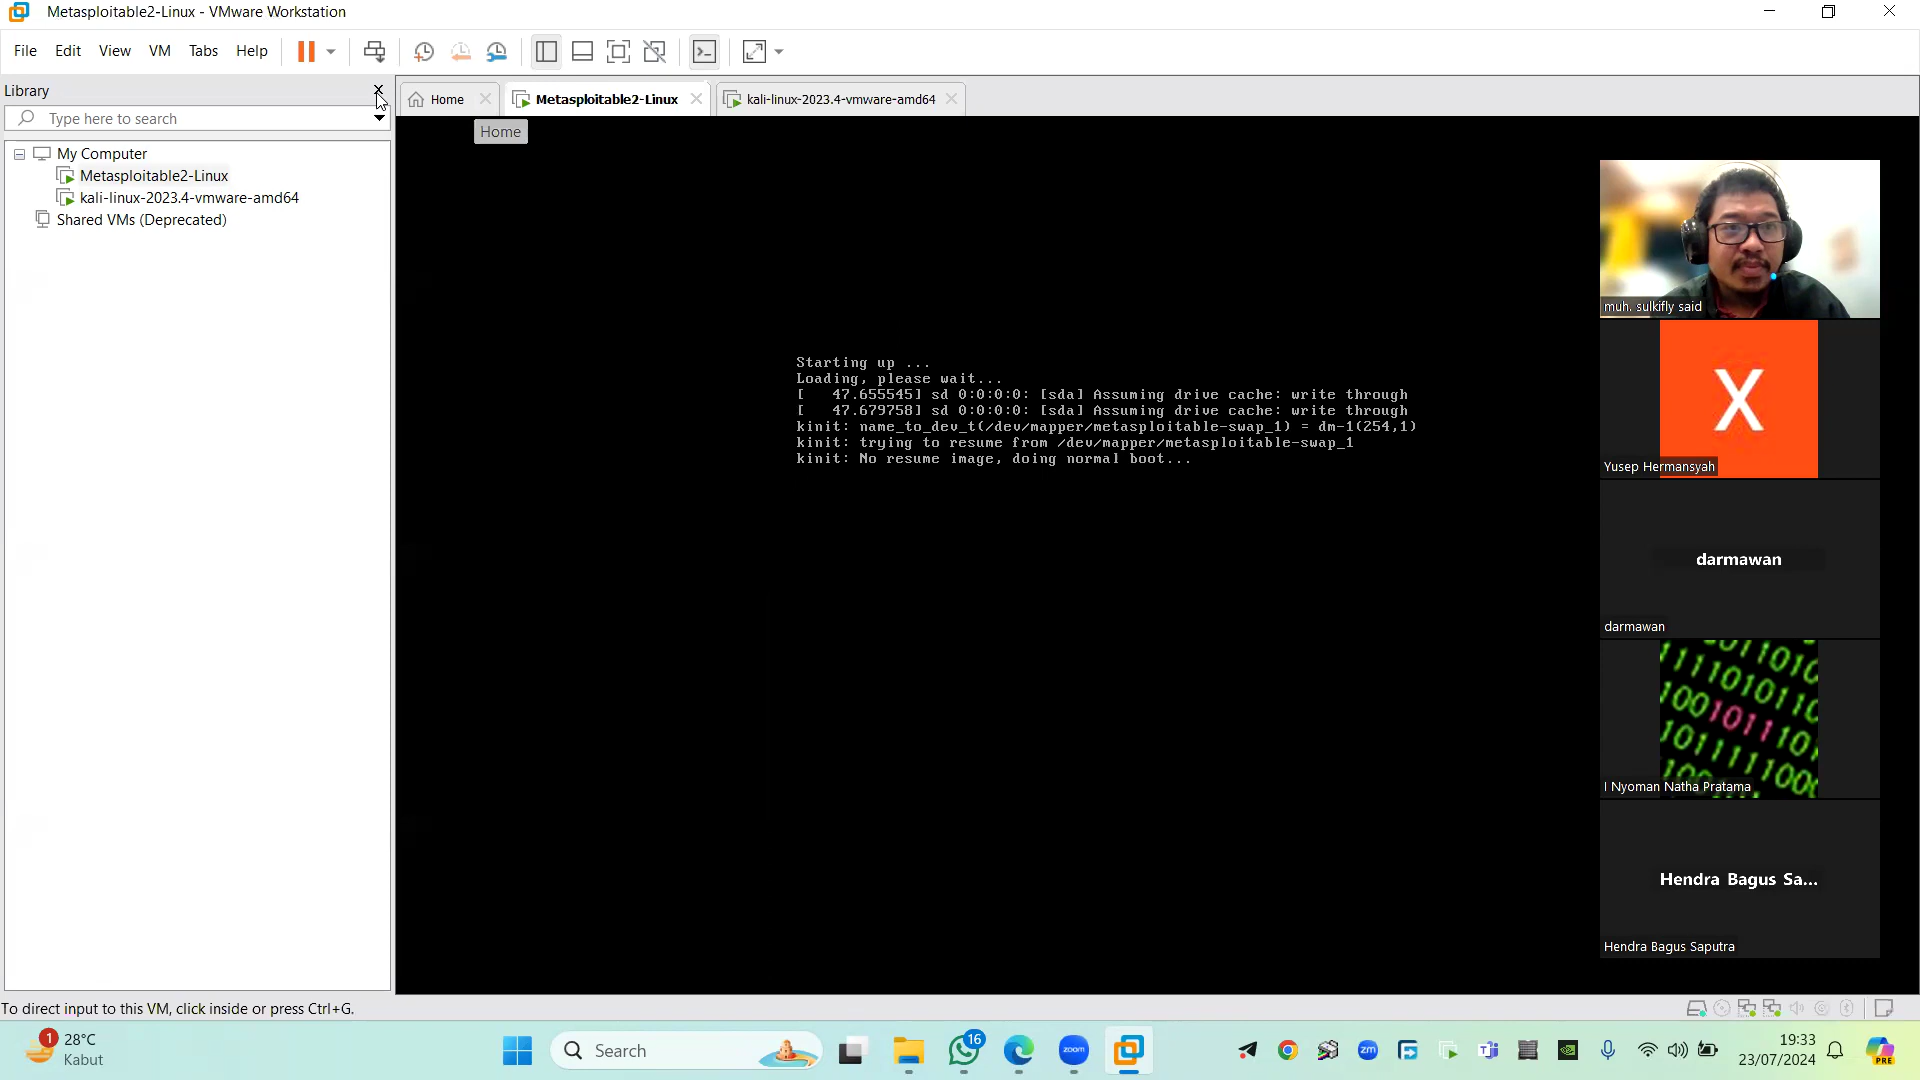 Metasploitable2-Linux - VMware Workstation
File Edit View VM Tabs Help
Library
Type here to search
My Computer
Metasploitable2-Linux
kali-linux-2023.4-vmware-amd64
Shared VMs (Deprecated)
Home
Metasploitable2-Linux
kali-linux-2023.4-vmware-amd64
Home
Starting up ...
Loading, please wait...
[   47.655545] sd 0:0:0:0: [sda] Assuming drive cache: write through
[   47.679758] sd 0:0:0:0: [sda] Assuming drive cache: write through
kinit: name_to_dev_t(/dev/mapper/metasploitable-swap_1) = dm-1(254,1)
kinit: trying to resume from /dev/mapper/metasploitable-swap_1
kinit: No resume image, doing normal boot...
muh. sulkifly said
X
Yusep Hermansyah
darmawan
darmawan
I Nyoman Natha Pratama
Hendra Bagus Sa...
Hendra Bagus Saputra
To direct input to this VM, click inside or press Ctrl+G.
1
28°C
Kabut
Search
16
zoom
zm
19:33
23/07/2024
PRE